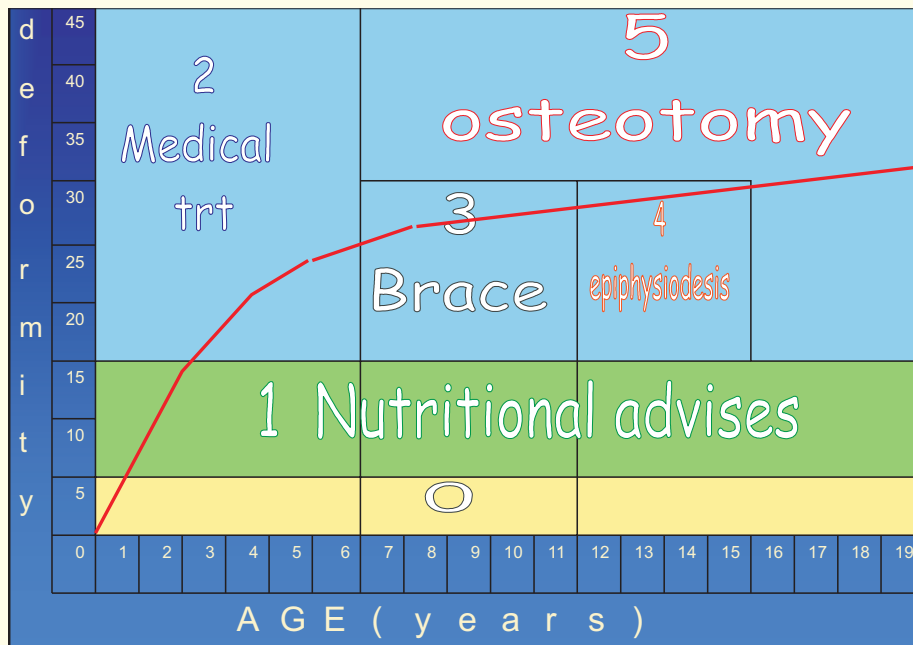 deformity
45
40
35
30
25
20
15
10
5
0
2
Medical
trt
5
osteotomy
3
Brace
4
epiphysiodesis
1 Nutritional advises
0
1 2 3 4 5 6 7 8 9 10 11 12 13 14 15 16 17 18 19
AGE (years)